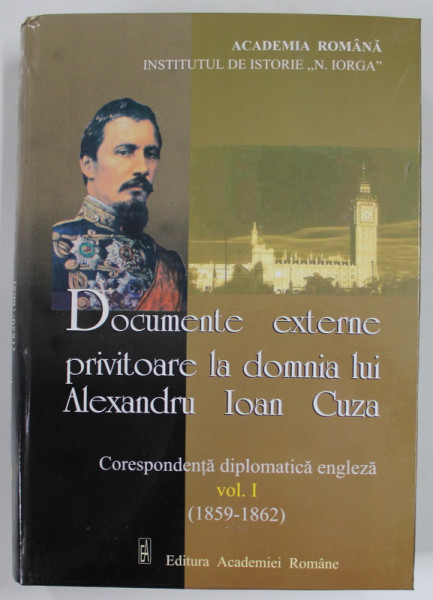 ACADEMIA ROMÂNĂ
INSTITUTUL DE ISTORIE „N. IORGA”
Documente externe
privitoare la domnia lui
Alexandru Ioan Cuza
Corespondență diplomatică engleză
vol. I
(1859-1862)
EA Editura Academiei Române